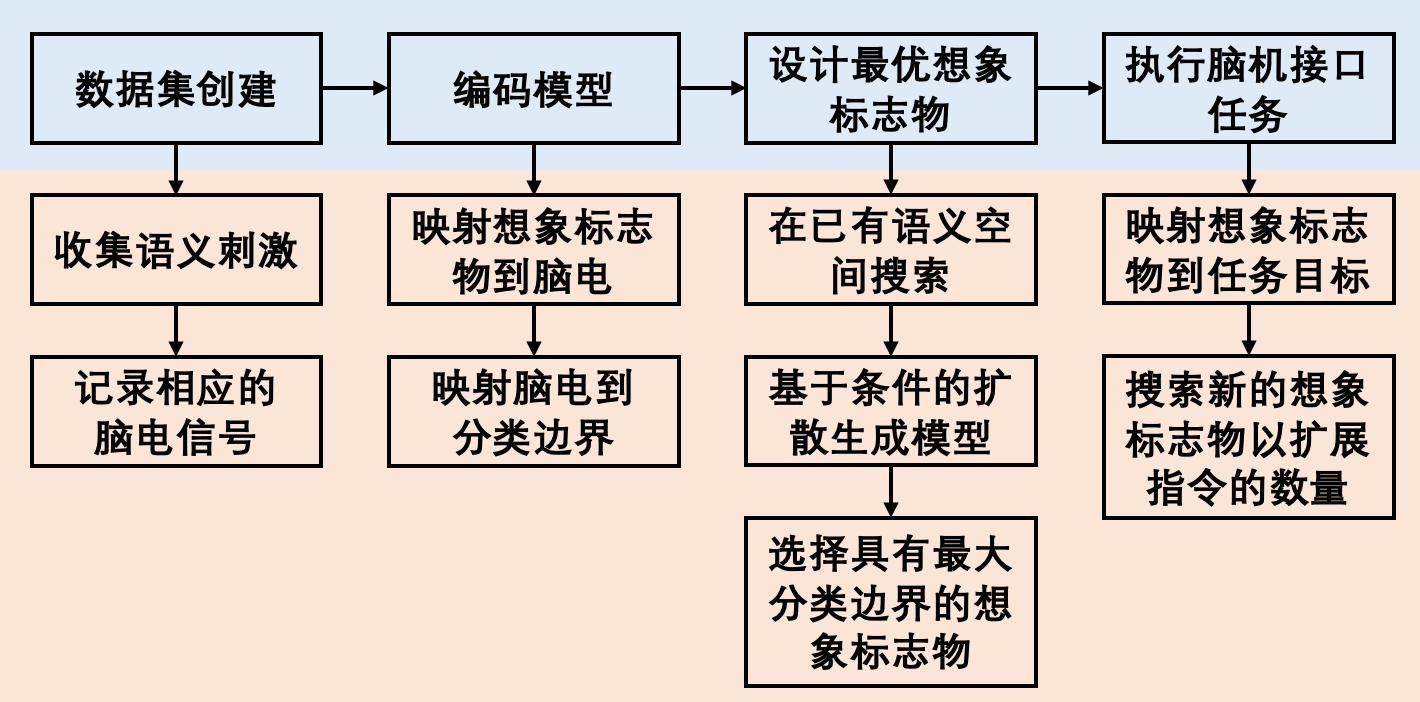 数据集创建
编码模型
设计最优想象
标志物
执行脑机接口
任务
收集语义刺激
映射想象标志
物到脑电
在已有语义空
间搜索
映射想象标志
物到任务目标
记录相应的
脑电信号
映射脑电到
分类边界
基于条件的扩
散生成模型
搜索新的想象
标志物以扩展
指令的数量
选择具有最大
分类边界的想
象标志物